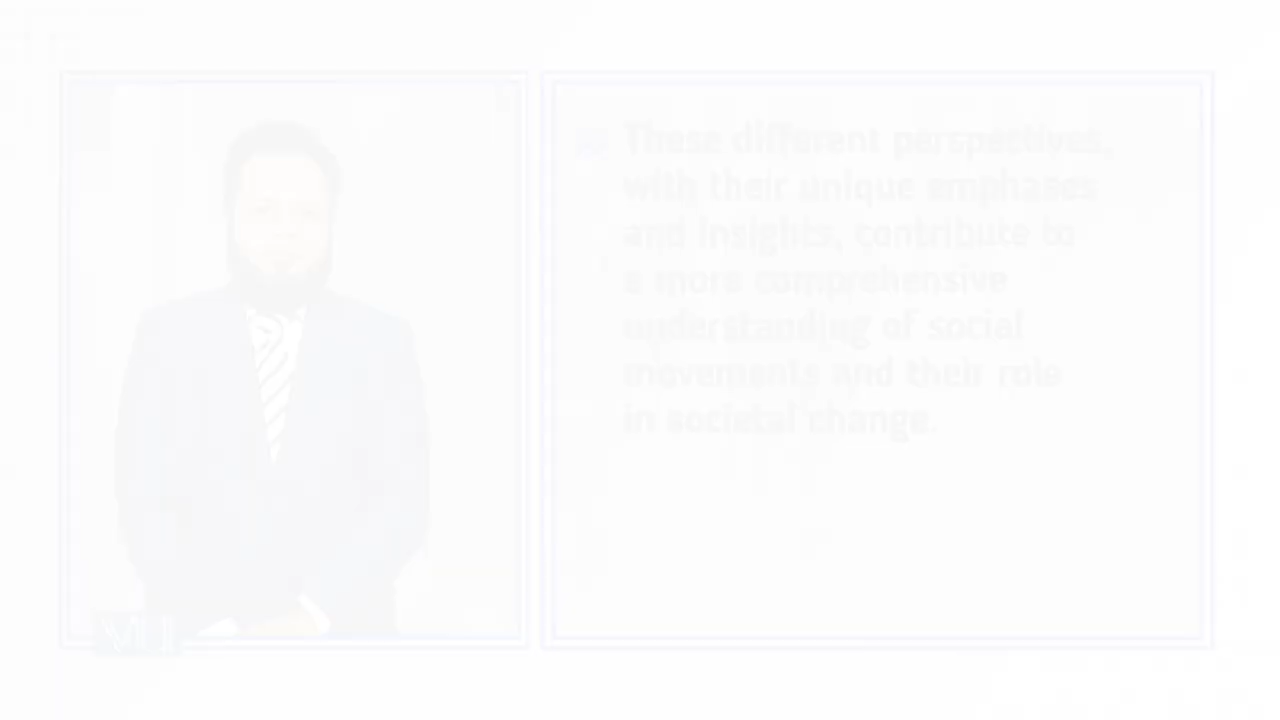 These different perspectives,
with their unique emphases
and insights, contribute to
a more comprehensive
understanding of social
movements and their role
in societal change.